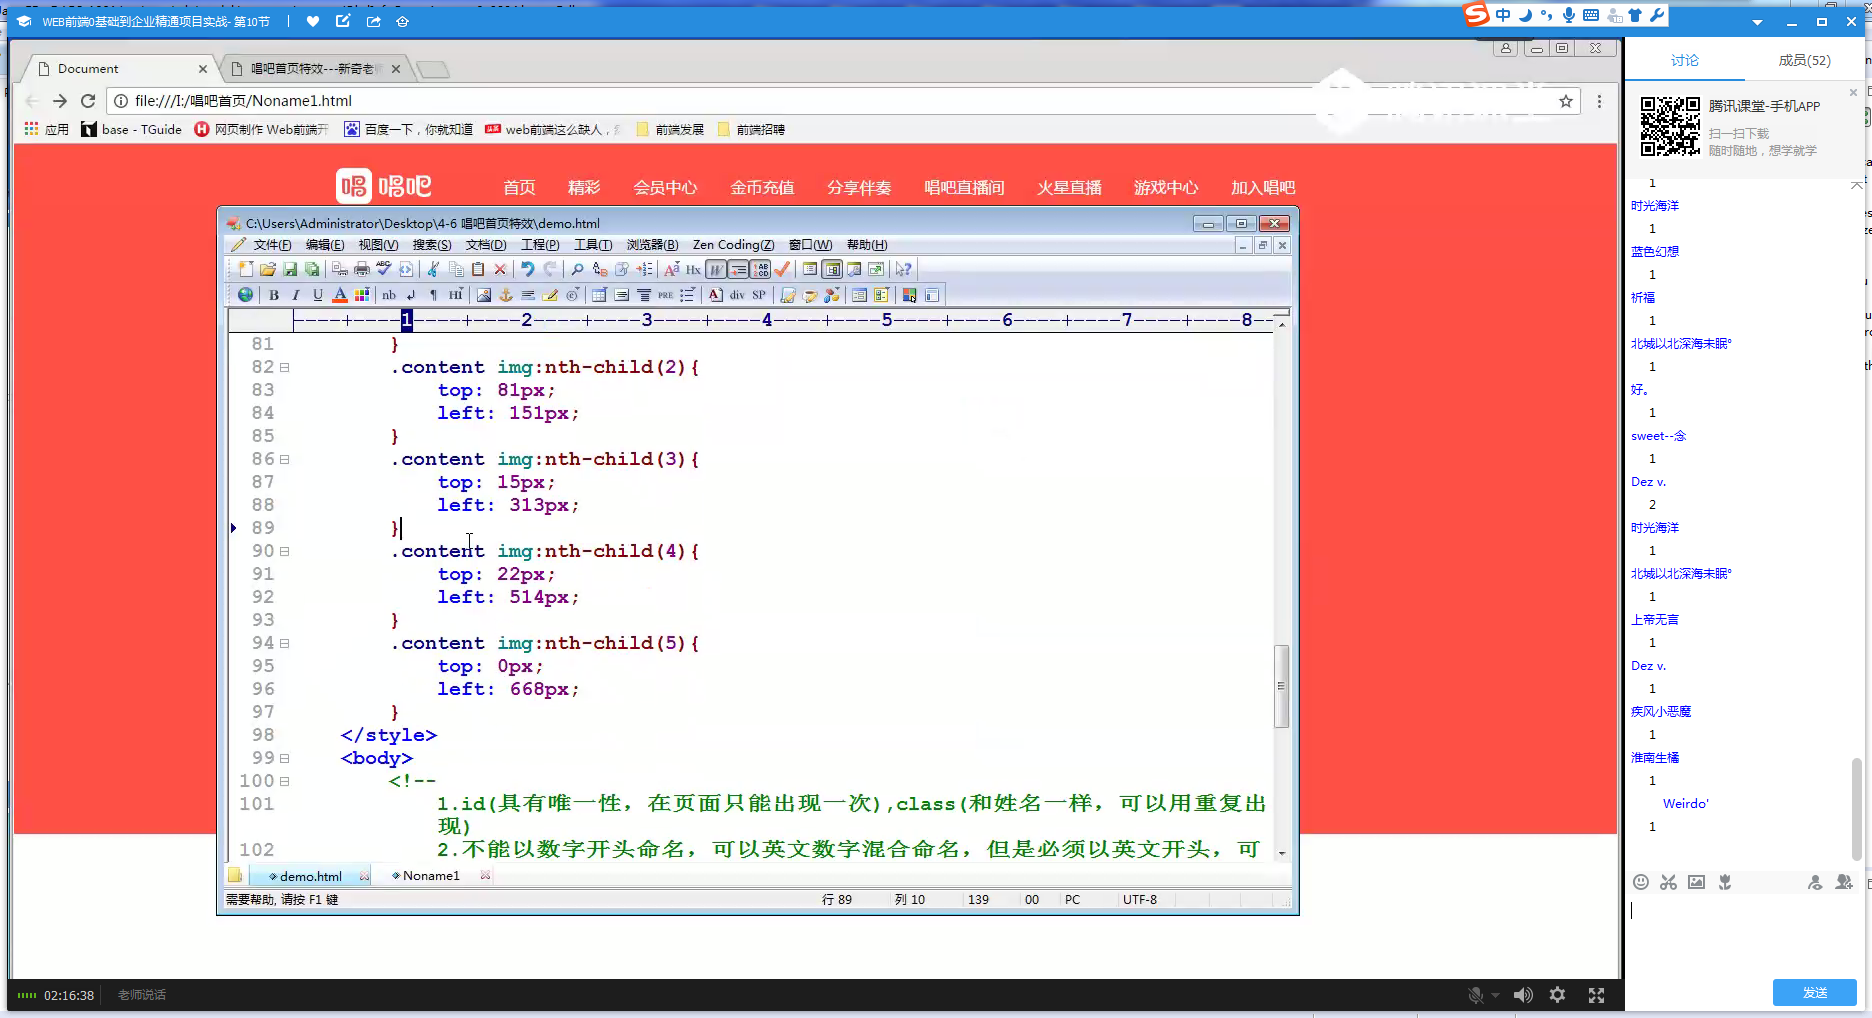 WEB前端0基础到企业精通项目实战- 第10节
中
Document
唱吧首页特效---新奇老
file:///I:/唱吧首页/Noname1.html
应用
base - TGuide
网页制作 Web前端开
百度一下，你就知道
web前端这么缺人，
前端发展
前端招聘
唱吧
首页 精彩 会员中心 金币充值 分享伴奏 唱吧直播间 火星直播 游戏中心 加入唱吧
C:\Users\Administrator\Desktop\4-6 唱吧首页特效\demo.html
文件(F) 编辑(E) 视图(V) 搜索(S) 文档(D) 工程(P) 工具(T) 浏览器(B) Zen Coding(Z) 窗口(W) 帮助(H)
B I U A nb HI PRE A div SP
----+----1----+----2----+----3----+----4----+----5----+----6----+----7----+----8--
81 }
82 .content img:nth-child(2){
83 top: 81px;
84 left: 151px;
85 }
86 .content img:nth-child(3){
87 top: 15px;
88 left: 313px;
89 }
90 .content img:nth-child(4){
91 top: 22px;
92 left: 514px;
93 }
94 .content img:nth-child(5){
95 top: 0px;
96 left: 668px;
97 }
98 </style>
99 <body>
100 <!--
101 1.id(具有唯一性，在页面只能出现一次),class(和姓名一样，可以用重复出
现)
102 2.不能以数字开头命名，可以英文数字混合命名，但是必须以英文开头，可
demo.html Noname1
需要帮助, 请按 F1 键
行 89 列 10 139 00 PC UTF-8
02:16:38 老师说话
讨论 成员(52)
腾讯课堂-手机APP
扫一扫下载
随时随地，想学就学
1
时光海洋
1
蓝色幻想
1
祈福
1
北城以北深海未眠°
1
好。
1
sweet--念
1
Dez v.
2
时光海洋
1
北城以北深海未眠°
1
上帝无言
1
Dez v.
1
疾风小恶魔
1
淮南生橘
1
Weirdo'
1
发送